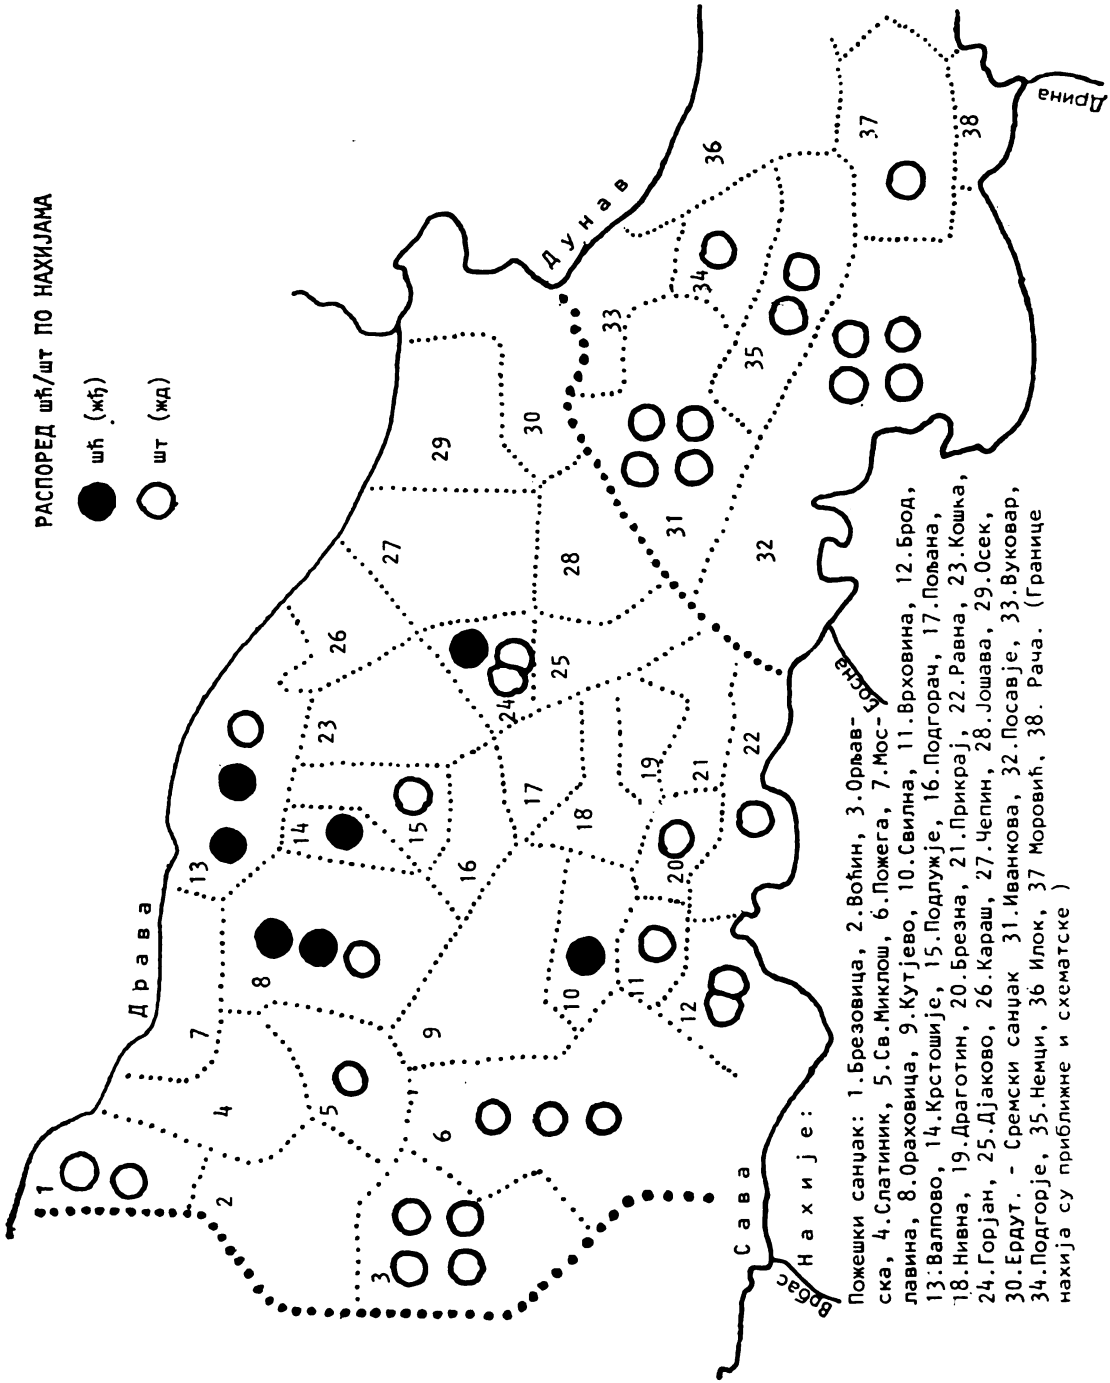 РАСПОРЕД шћ/шт ПО НАХИЈАМА
шћ (жђ)
шт (жд)
Драва
Дунав
Дрина
Босна
Сава
Врбас
1
2
3
4
5
6
7
8
9
10
11
12
13
14
15
16
17
18
19
20
21
22
23
24
25
26
27
28
29
30
31
32
33
34
35
36
37
38
Нахије:
Пожешки санџак: 1.Брезовица, 2.Воћин, 3.Орљав-
ска, 4.Слатиник, 5.Св.Миклош, 6.Пожега, 7.Мос-
лавина, 8.Ораховица, 9.Кутјево, 10.Свилна, 11.Врховина, 12.Брод,
13.Валпово, 14.Крстошије, 15.Подлужје, 16.Подгорач, 17.Пољана,
18.Нивна, 19.Драготин, 20.Брезна, 21.Прикрај, 22.Равна, 23.Кошка,
24.Горјан, 25.Дјаково, 26.Караш, 27.Чепин, 28.Јошава, 29.Осек,
30.Ердут. - Сремски санџак 31.Иванкова, 32.Посавје, 33.Вуковар,
34.Подгорје, 35.Немци, 36 Илок, 37 Моровић, 38. Рача. (Границе
нахија су приближне и схематске )